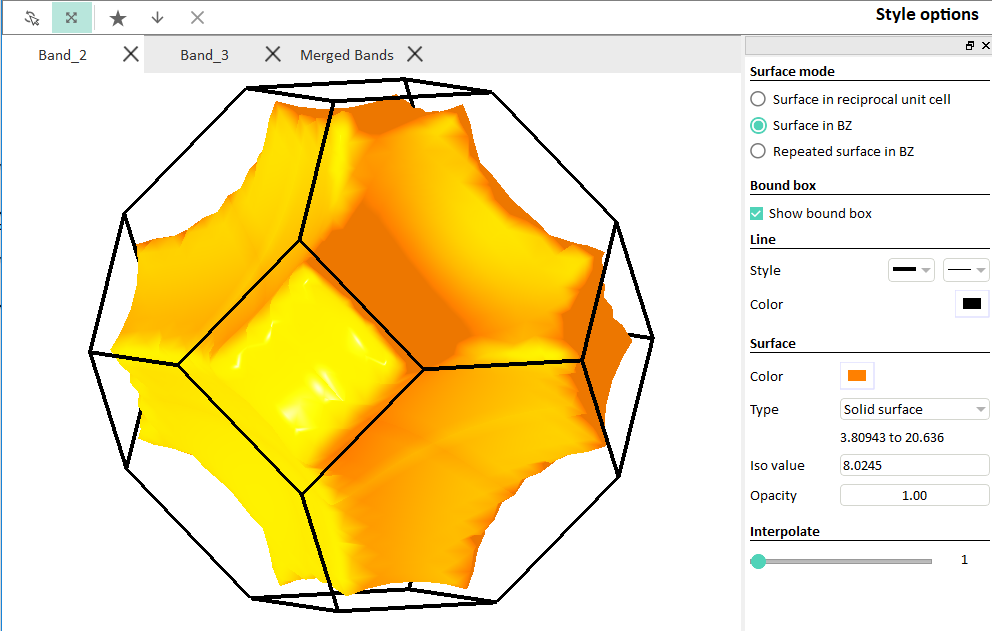 Style options
Band_2 Band_3 Merged Bands
Surface mode
Surface in reciprocal unit cell
Surface in BZ
Repeated surface in BZ
Bound box
Show bound box
Line
Style
Color
Surface
Color
Type Solid surface
3.80943 to 20.636
Iso value 8.0245
Opacity 1.00
Interpolate
1